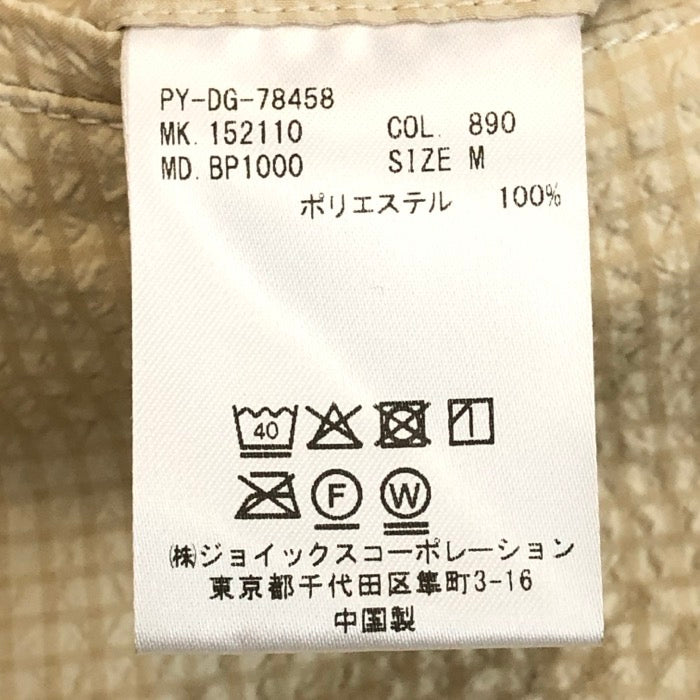 PY-DG-78458
MK. 152110 COL. 890
MD. BP1000 SIZE M
ポリエステル 100%
40
F W
㈱ジョイックスコーポレーション
東京都千代田区隼町3-16
中国製